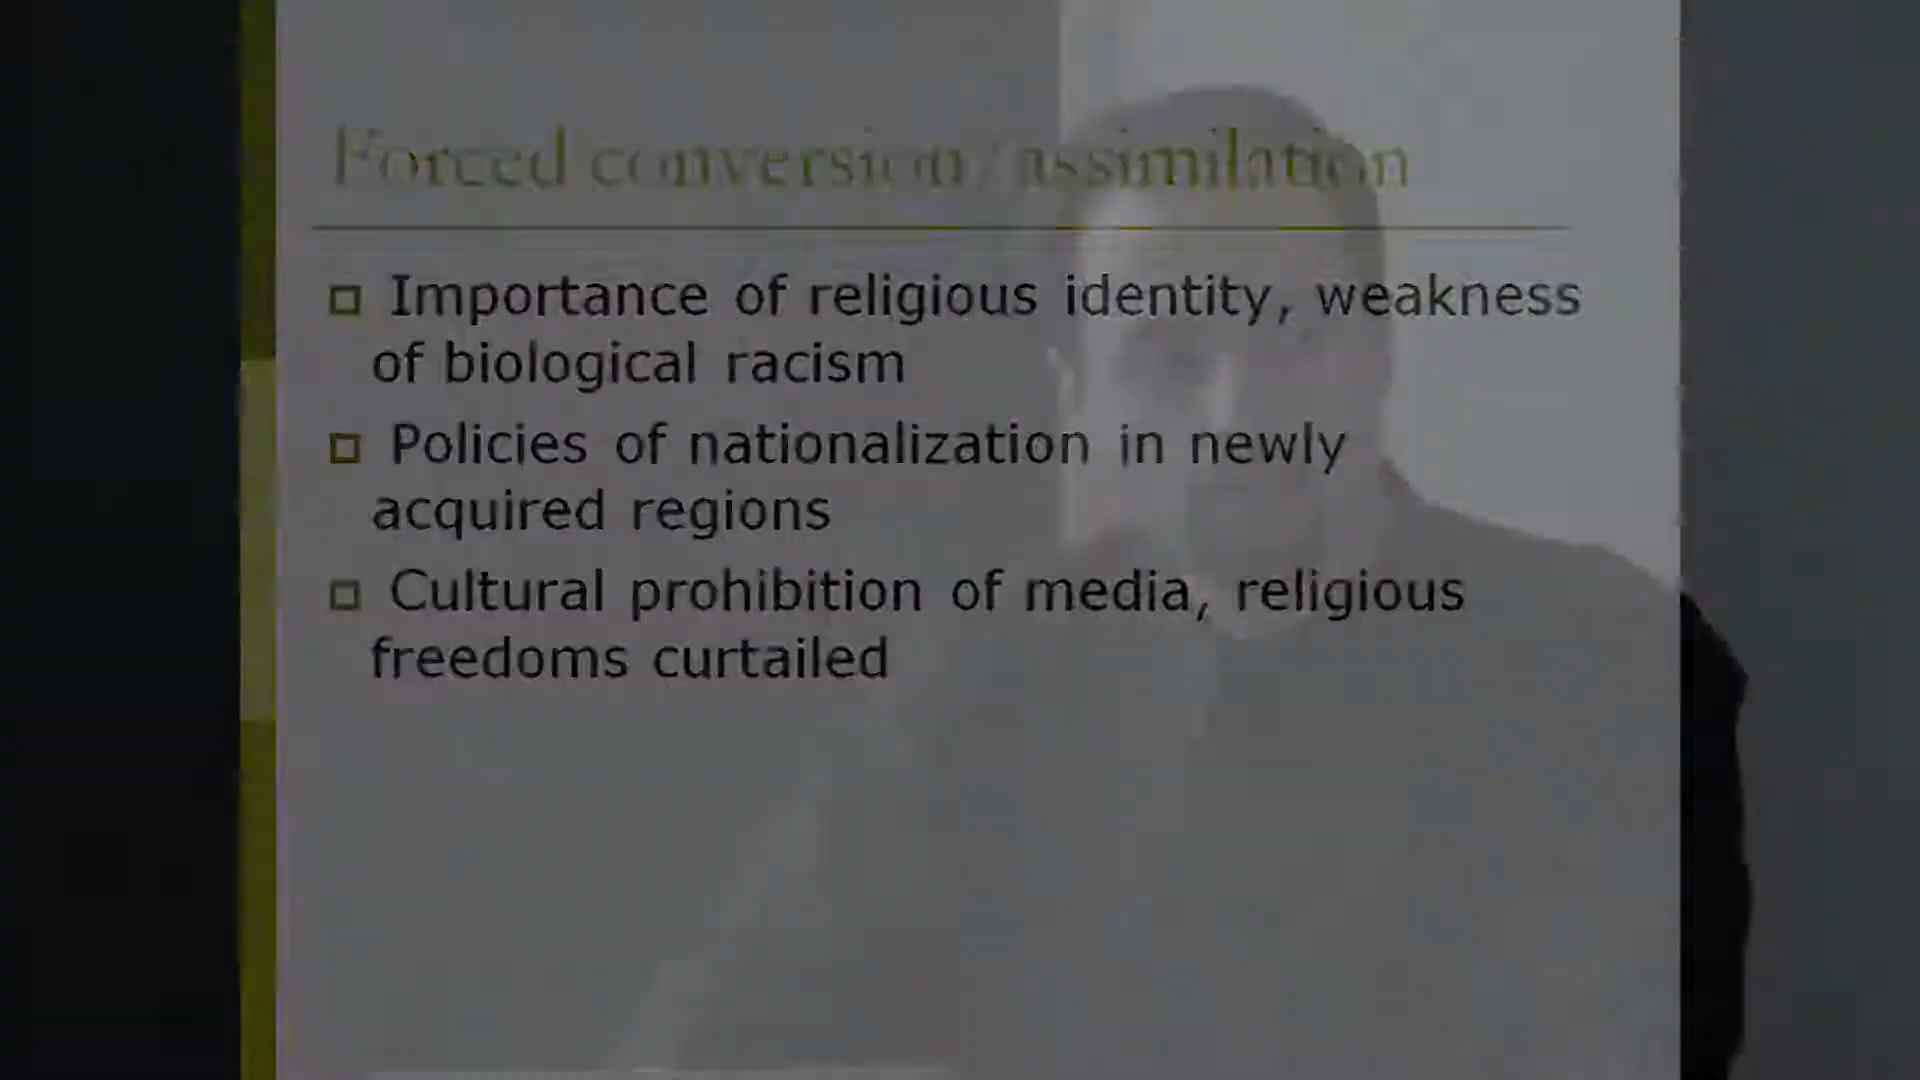 Forced conversion/assimilation
Importance of religious identity, weakness
of biological racism
Policies of nationalization in newly
acquired regions
Cultural prohibition of media, religious
freedoms curtailed